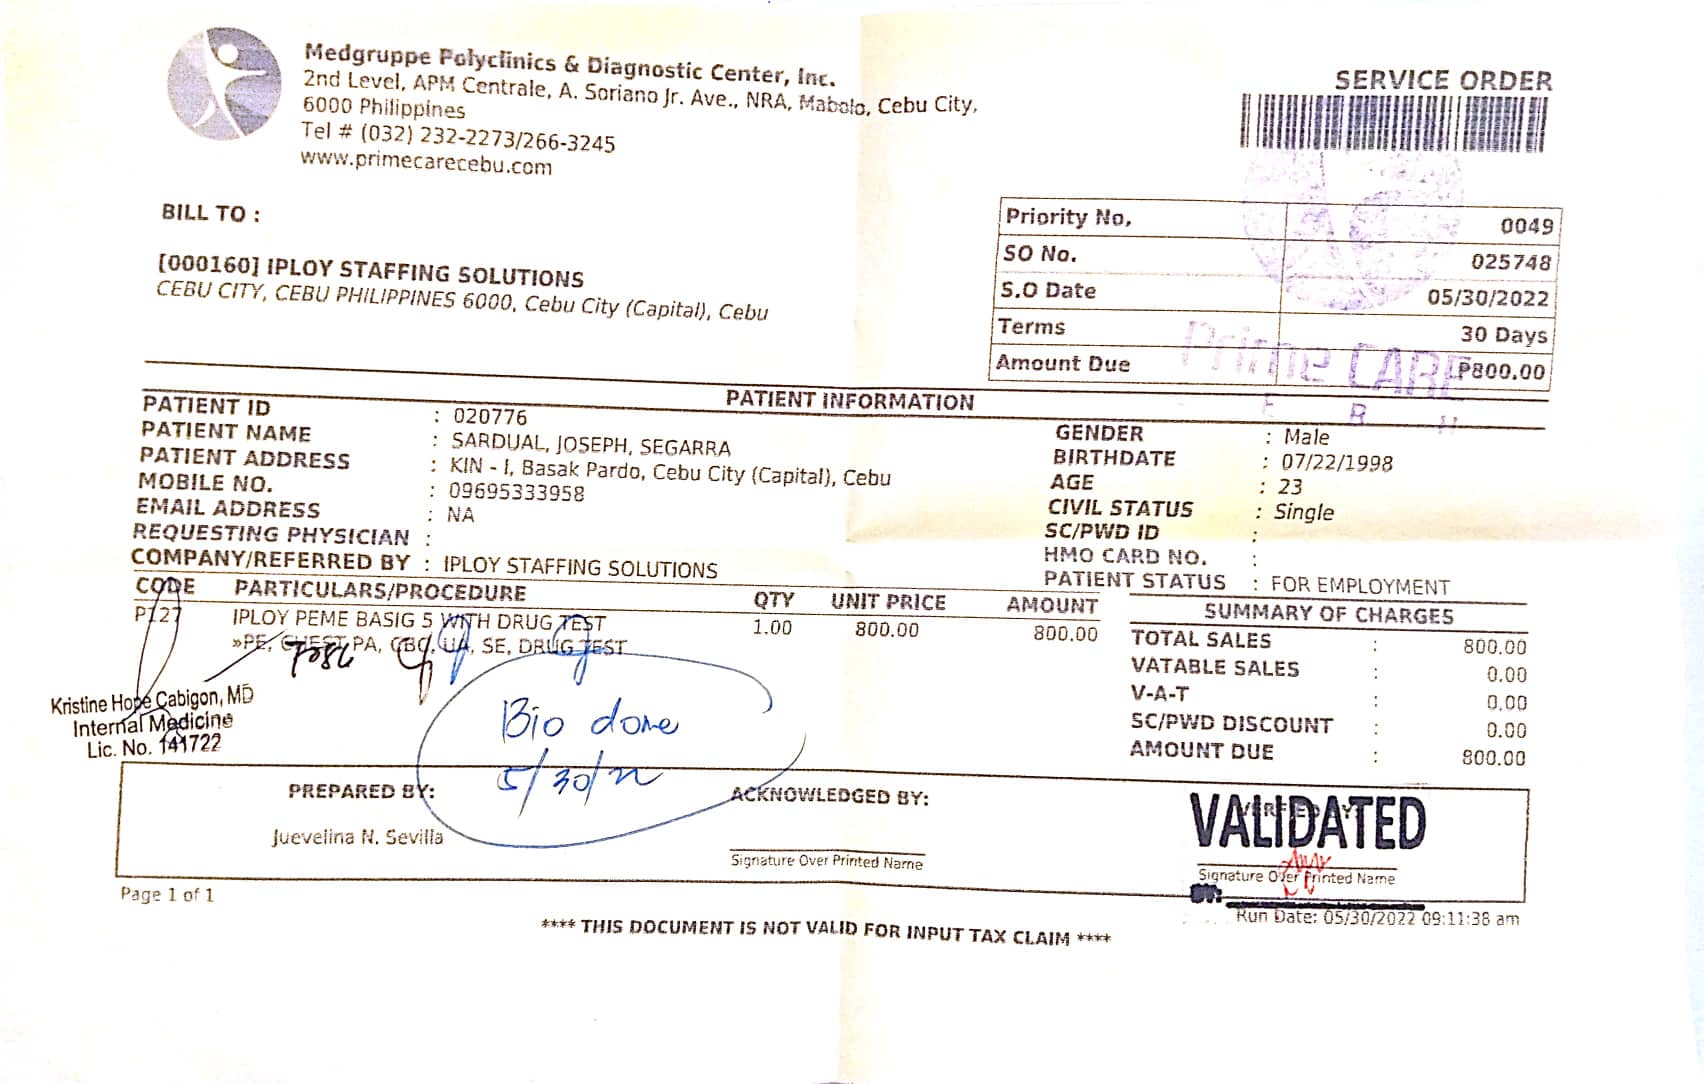 Medgruppe Polyclinics & Diagnostic Center, Inc.
2nd Level, APM Centrale, A. Soriano Jr. Ave., NRA, Mabolo, Cebu City,
6000 Philippines
Tel # (032) 232-2273/266-3245
www.primecarecebu.com
SERVICE ORDER
BILL TO :
[000160] IPLOY STAFFING SOLUTIONS
CEBU CITY, CEBU PHILIPPINES 6000, Cebu City (Capital), Cebu
Priority No. 0049
SO No. 025748
S.O Date 05/30/2022
Terms 30 Days
Amount Due ₱800.00
Prime CARE
PATIENT INFORMATION
PATIENT ID : 020776
PATIENT NAME : SARDUAL, JOSEPH, SEGARRA
PATIENT ADDRESS : KIN - I, Basak Pardo, Cebu City (Capital), Cebu
MOBILE NO. : 09695333958
EMAIL ADDRESS : NA
REQUESTING PHYSICIAN :
COMPANY/REFERRED BY : IPLOY STAFFING SOLUTIONS
GENDER : Male
BIRTHDATE : 07/22/1998
AGE : 23
CIVIL STATUS : Single
SC/PWD ID :
HMO CARD NO. :
PATIENT STATUS : FOR EMPLOYMENT
CODE PARTICULARS/PROCEDURE QTY UNIT PRICE AMOUNT
P127 IPLOY PEME BASIG 5 WITH DRUG TEST 1.00 800.00 800.00
»PE, CHEST PA, CBC, UA, SE, DRUG TEST
SUMMARY OF CHARGES
TOTAL SALES : 800.00
VATABLE SALES : 0.00
V-A-T : 0.00
SC/PWD DISCOUNT : 0.00
AMOUNT DUE : 800.00
Kristine Hope Cabigon, MD
Internal Medicine
Lic. No. 141722
Bio done
5/30/22
PREPARED BY:
Juevelina N. Sevilla
ACKNOWLEDGED BY:
Signature Over Printed Name
VALIDATED
Signature Over Printed Name
Page 1 of 1
Run Date: 05/30/2022 09:11:38 am
**** THIS DOCUMENT IS NOT VALID FOR INPUT TAX CLAIM ****